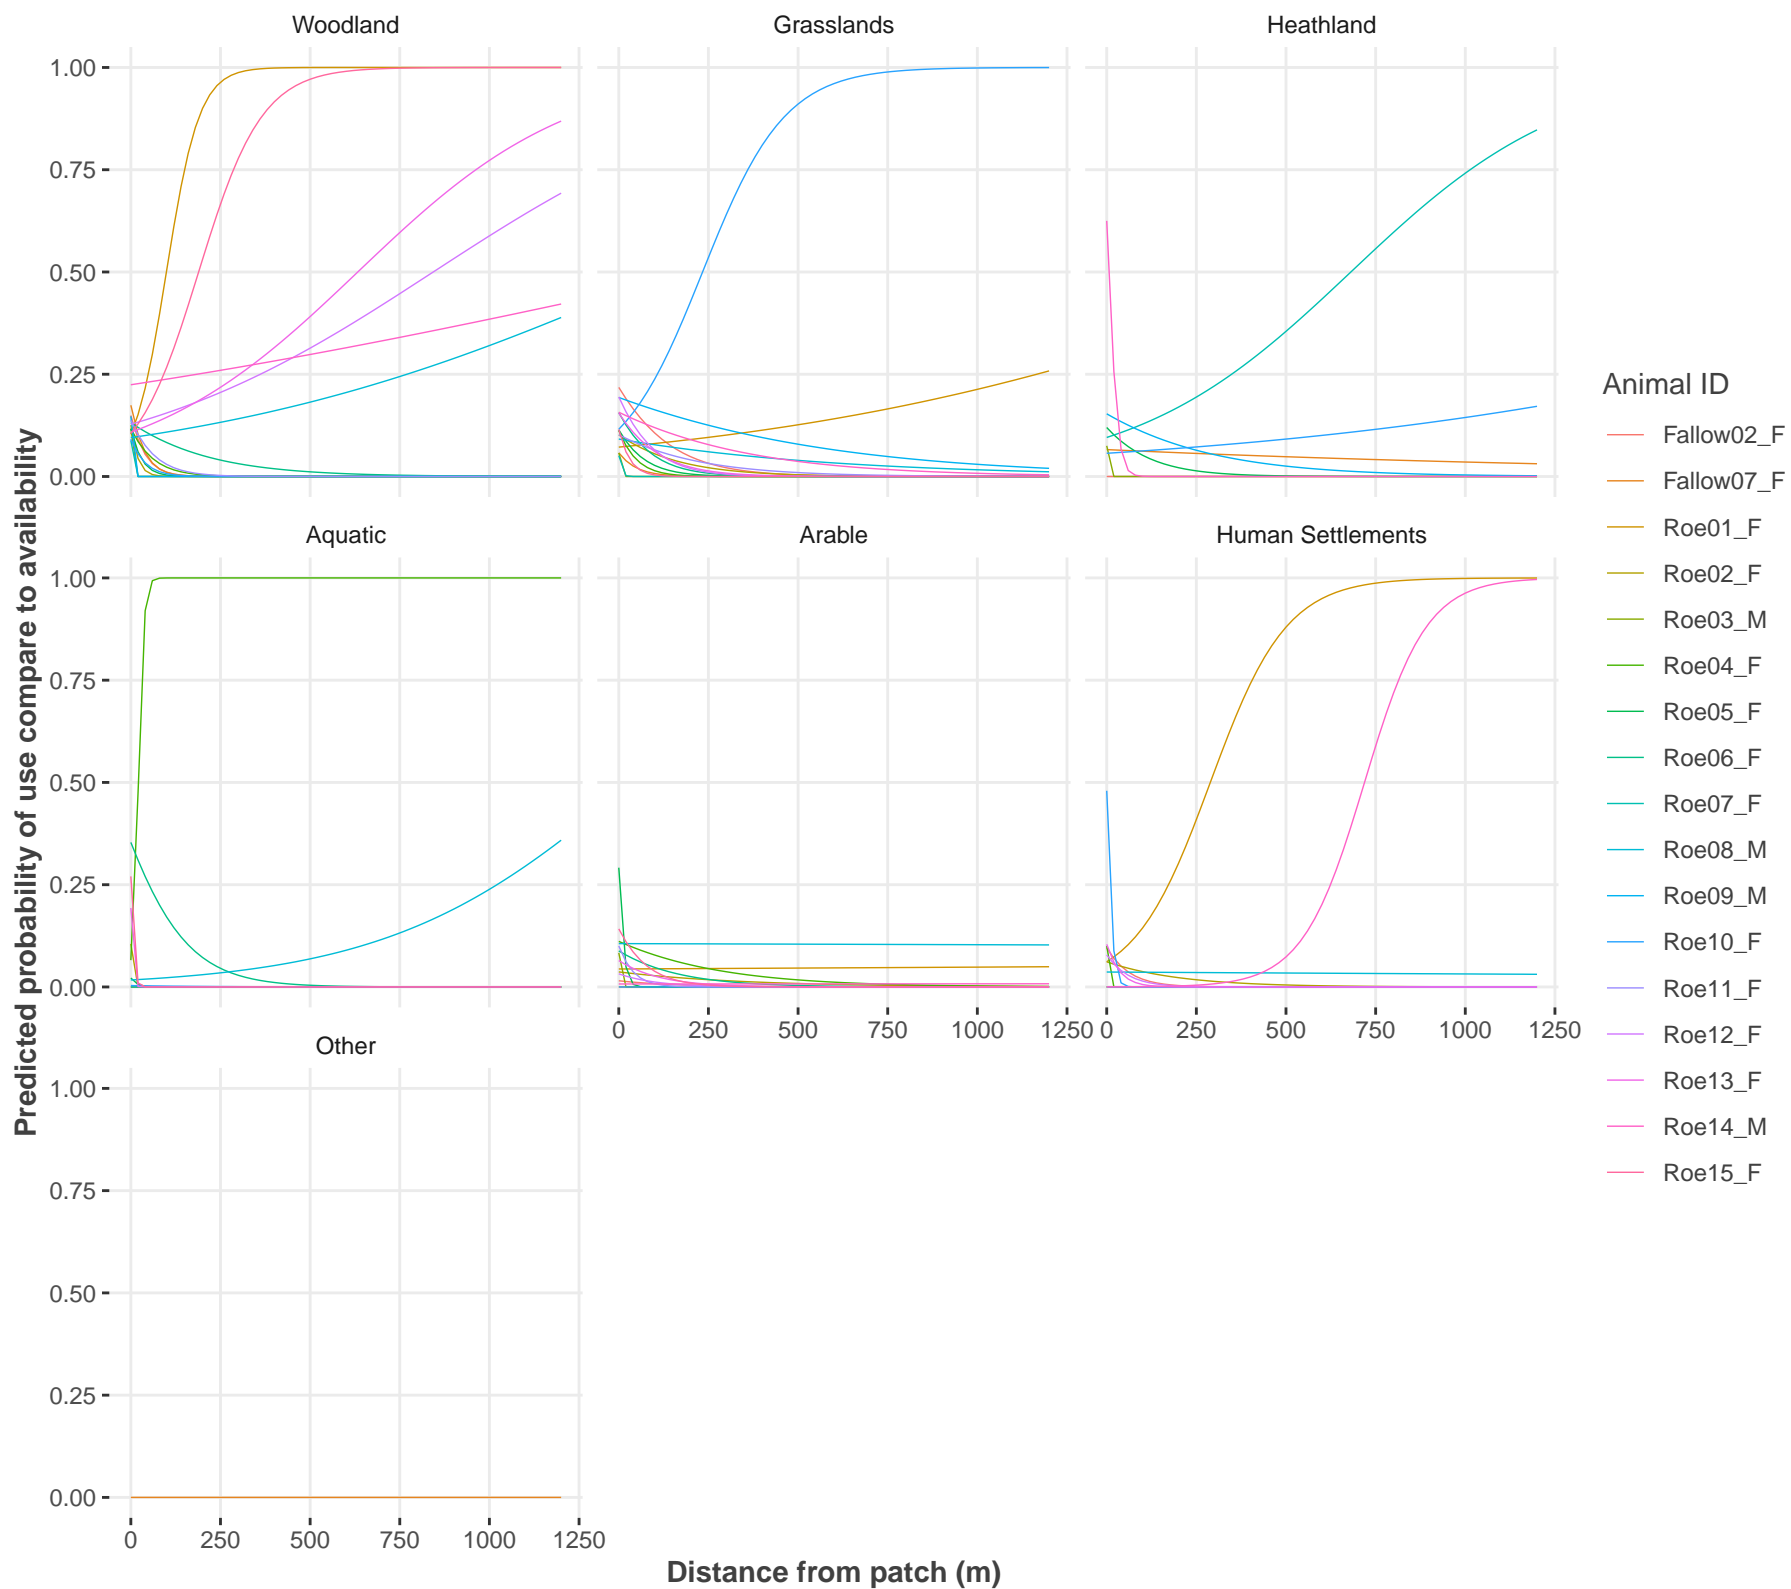 Woodland
Grasslands
Heathland
1.00
0.75
0.50
0.25
0.00
Aquatic
Arable
Human Settlements
1.00
0.75
0.50
0.25
0.00
0 250 500 750 1000 1250
0 250 500 750 1000 1250
Other
1.00
0.75
0.50
0.25
0.00
0 250 500 750 1000 1250
Distance from patch (m)
Predicted probability of use compare to availability
Animal ID
Fallow02_F
Fallow07_F
Roe01_F
Roe02_F
Roe03_M
Roe04_F
Roe05_F
Roe06_F
Roe07_F
Roe08_M
Roe09_M
Roe10_F
Roe11_F
Roe12_F
Roe13_F
Roe14_M
Roe15_F